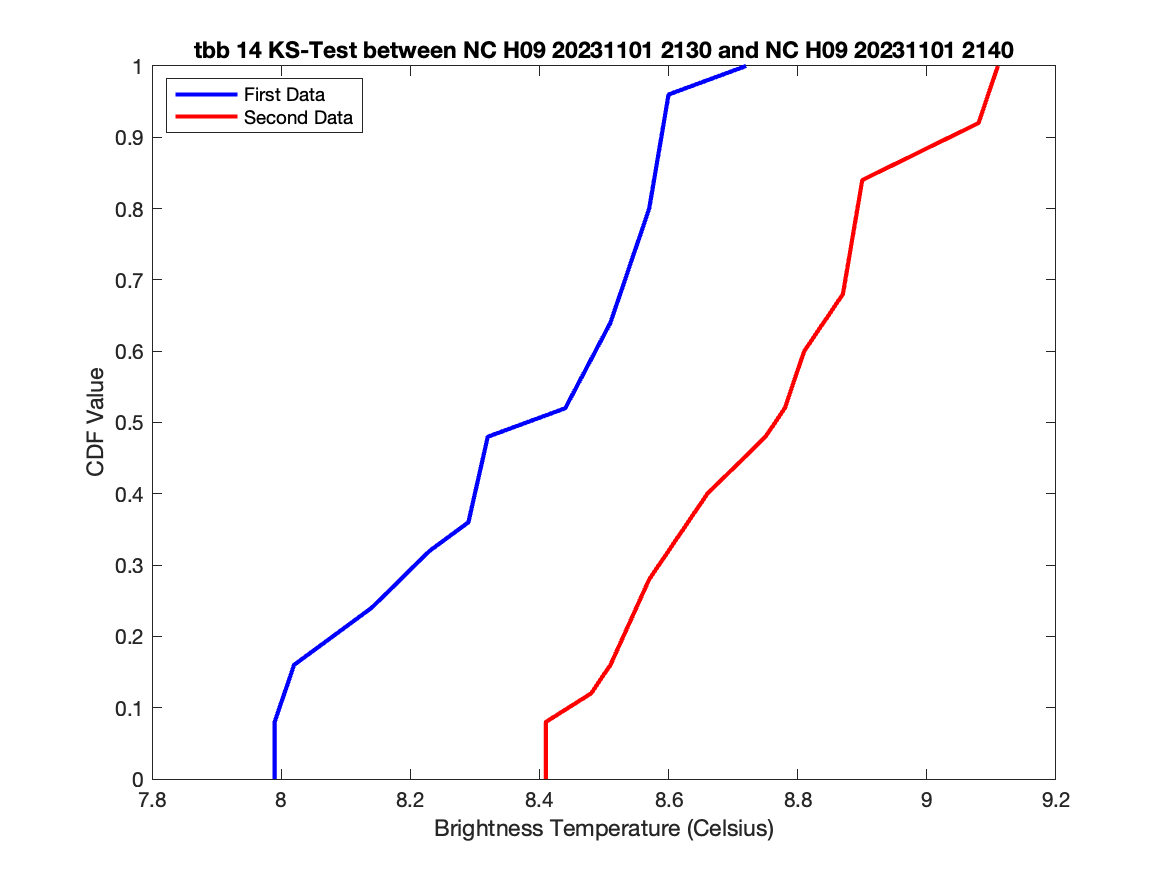 tbb 14 KS-Test between NC H09 20231101 2130 and NC H09 20231101 2140
First Data
Second Data
1
0.9
0.8
0.7
0.6
0.5
0.4
0.3
0.2
0.1
0
CDF Value
7.8 8 8.2 8.4 8.6 8.8 9 9.2
Brightness Temperature (Celsius)